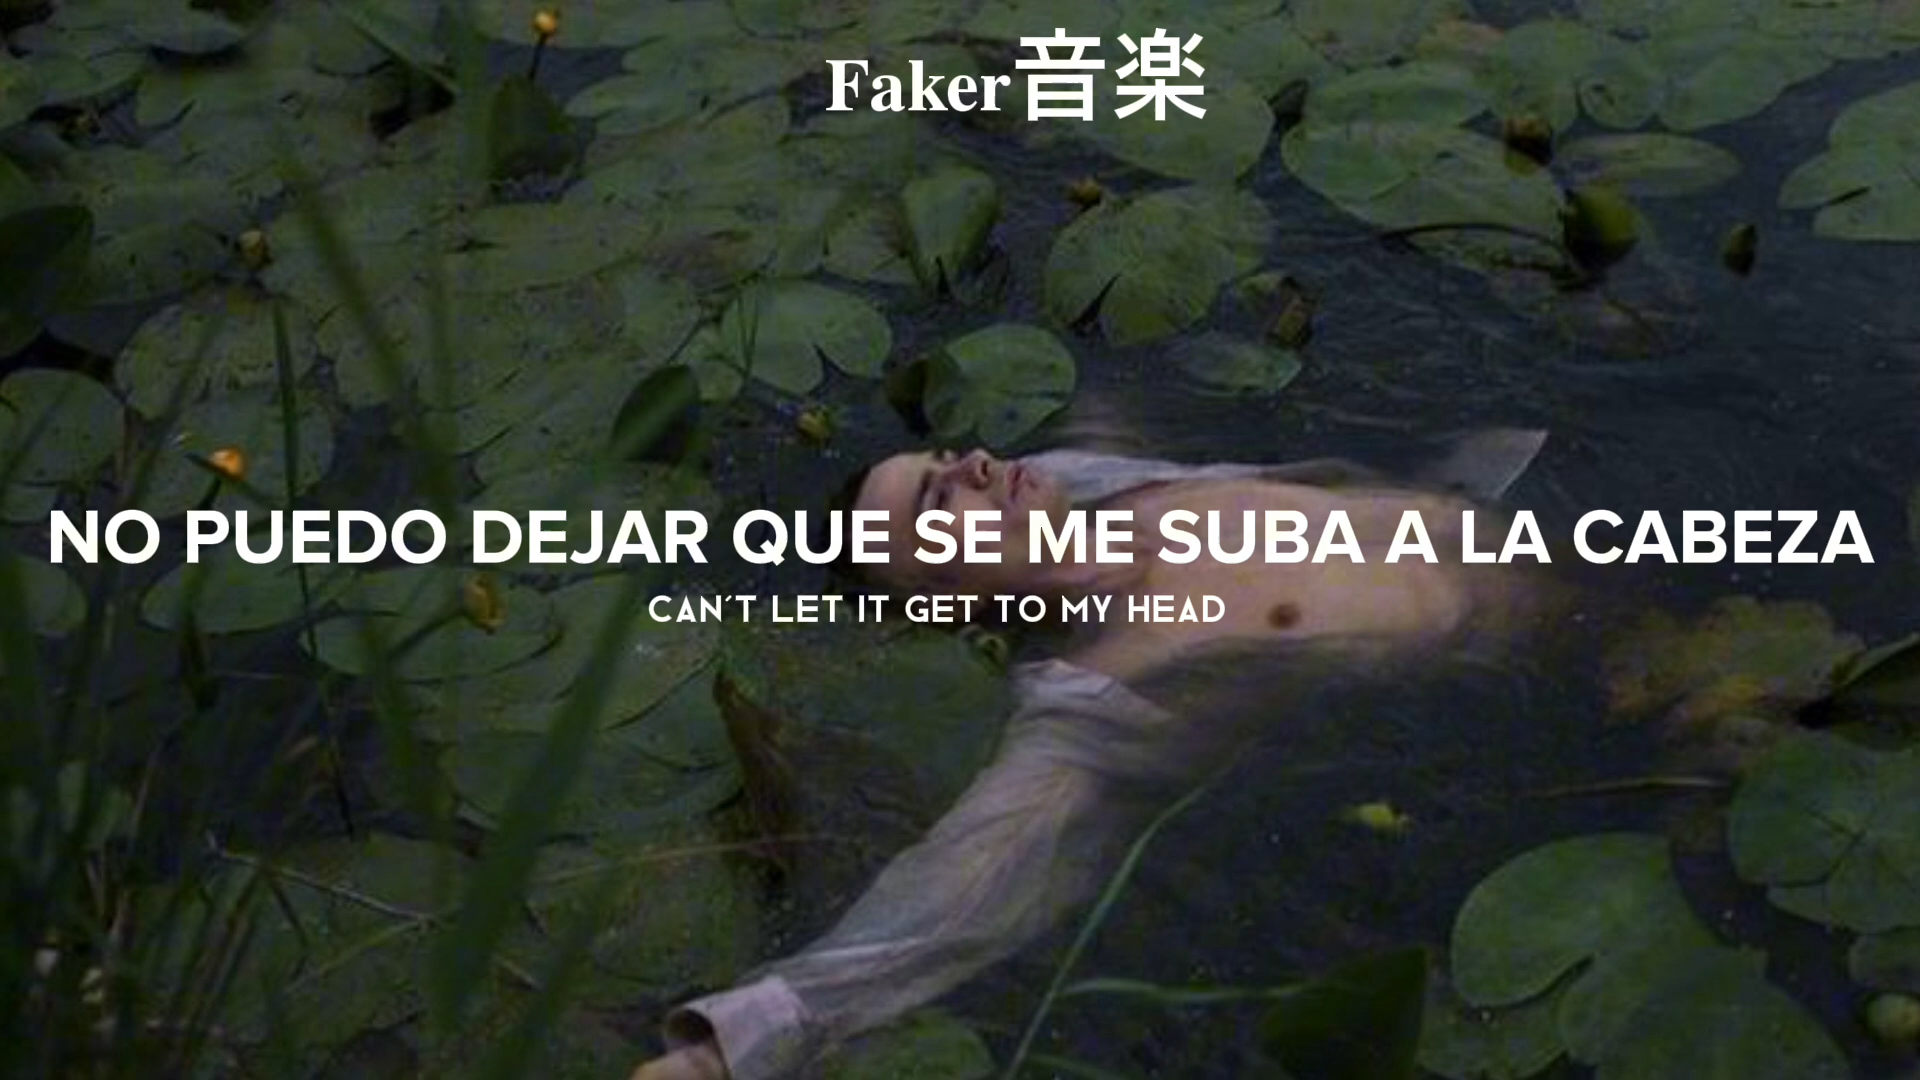 Faker音楽
NO PUEDO DEJAR QUE SE ME SUBA A LA CABEZA
CAN´T LET IT GET TO MY HEAD